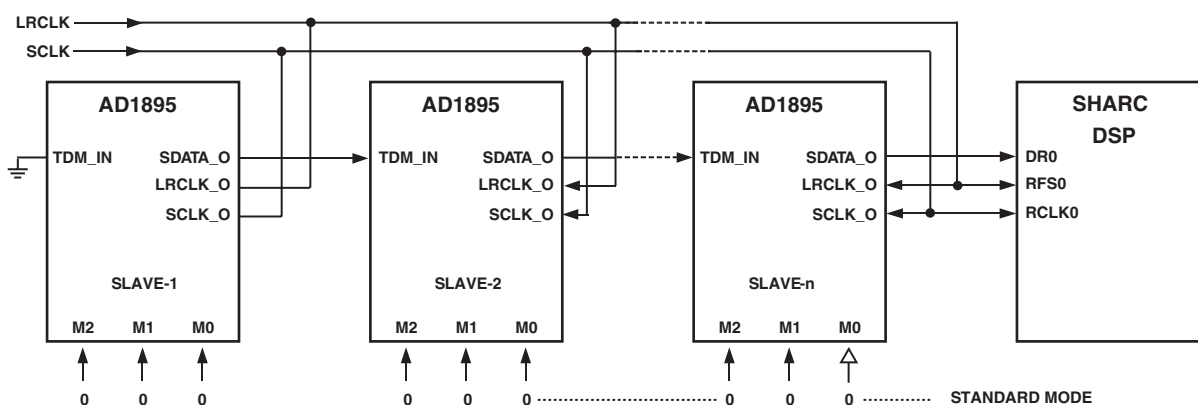 LRCLK
SCLK
AD1895 AD1895 AD1895 SHARC
DSP
TDM_IN SDATA_O TDM_IN SDATA_O TDM_IN SDATA_O DR0
LRCLK_O LRCLK_O LRCLK_O RFS0
SCLK_O SCLK_O SCLK_O RCLK0
SLAVE-1 SLAVE-2 SLAVE-n
M2 M1 M0 M2 M1 M0 M2 M1 M0
0 0 0 0 0 0 0 0 0 STANDARD MODE